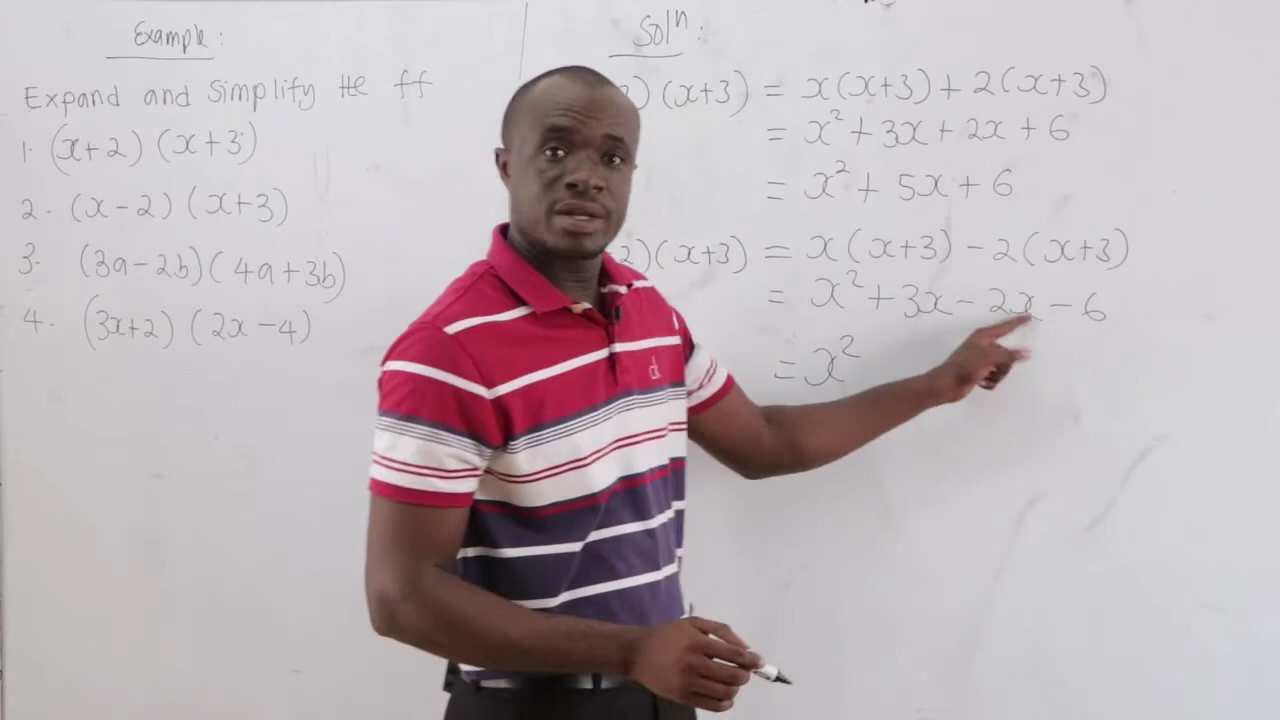 Example:
Expand and Simplify the ff
1. (x+2) (x+3)
2. (x-2) (x+3)
3. (3a-2b)(4a+3b)
4. (3x+2) (2x-4)
Solⁿ:
2) (x+3) = x(x+3) + 2(x+3)
= x² + 3x + 2x + 6
= x² + 5x + 6
2)(x+3) = x(x+3) - 2(x+3)
= x² + 3x - 2x - 6
= x²
d